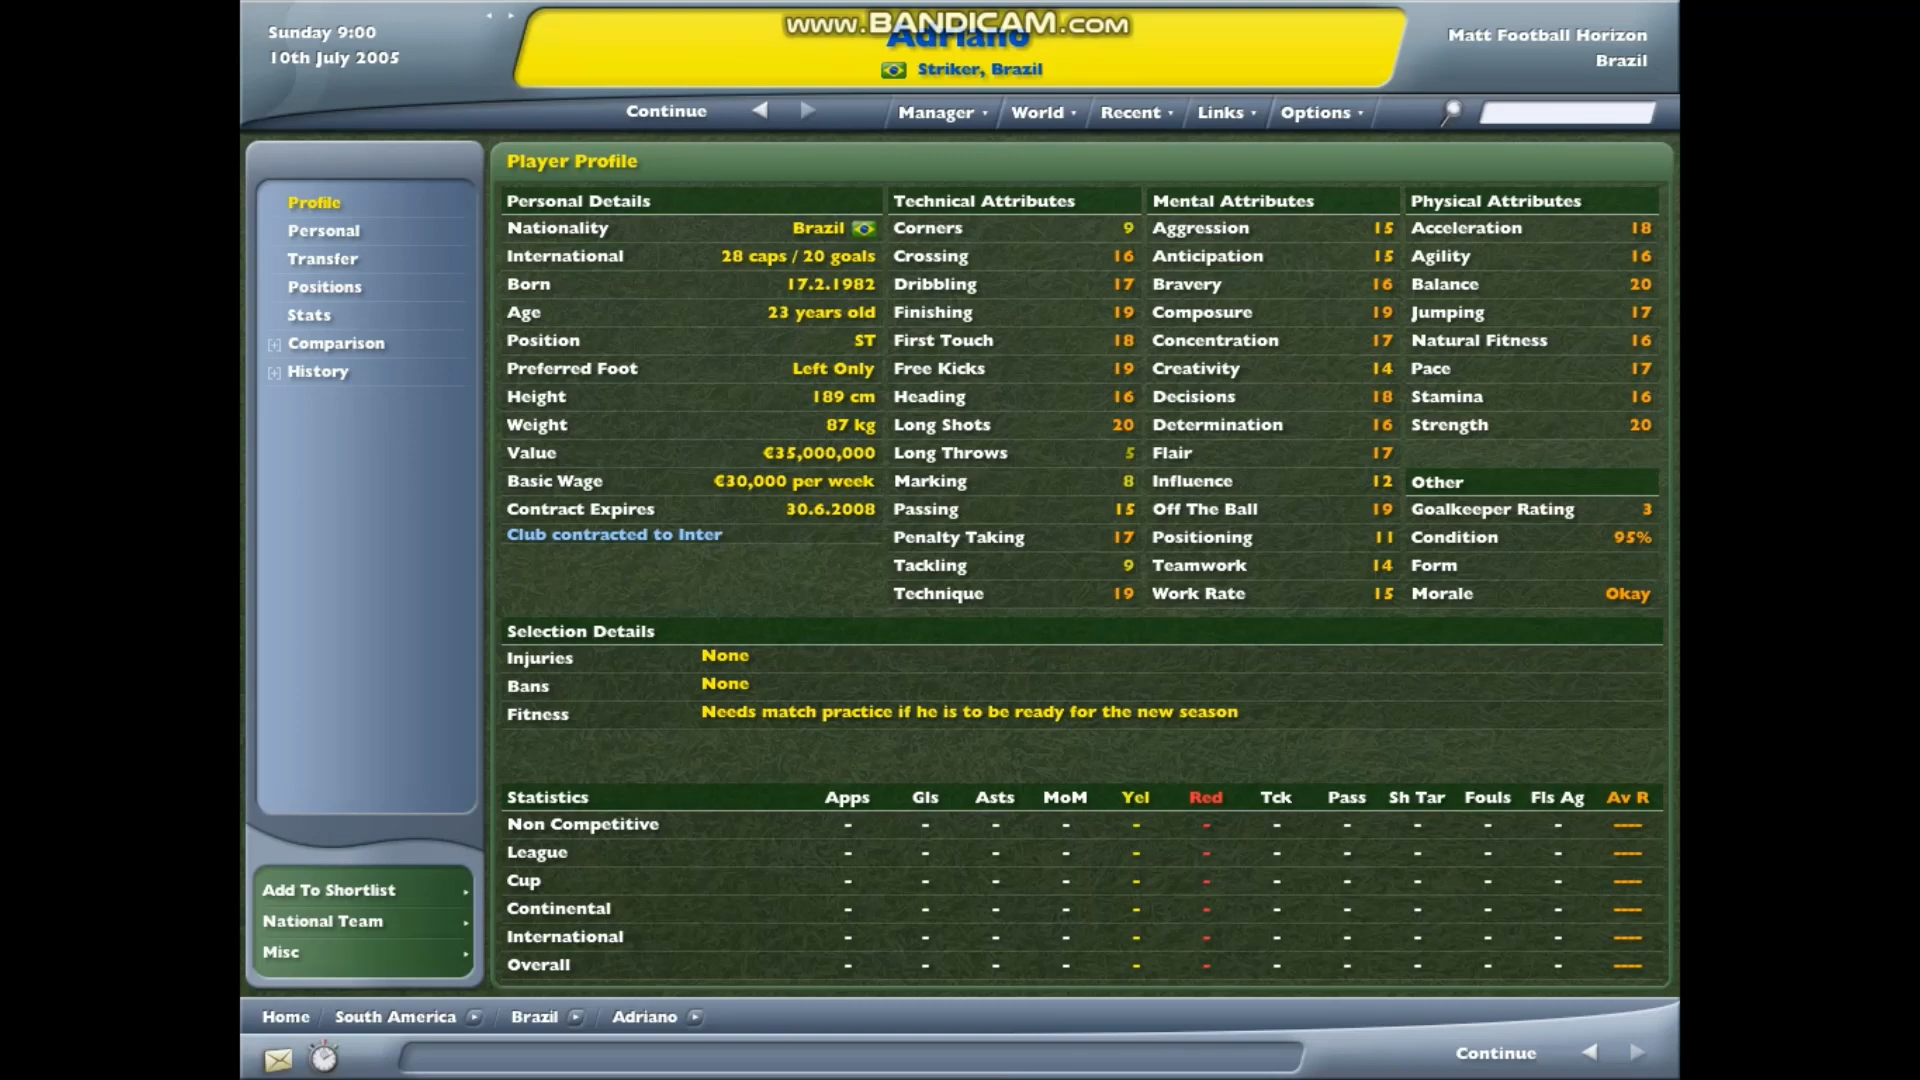 www.BANDICAM.com
Sunday 9:00
10th July 2005
Adriano
Striker, Brazil
Matt Football Horizon
Brazil
Continue
Manager World Recent Links Options
Profile
Personal
Transfer
Positions
Stats
[+] Comparison
[+] History
Add To Shortlist
National Team
Misc
Player Profile
Personal Details
Nationality Brazil
International 28 caps / 20 goals
Born 17.2.1982
Age 23 years old
Position ST
Preferred Foot Left Only
Height 189 cm
Weight 87 kg
Value €35,000,000
Basic Wage €30,000 per week
Contract Expires 30.6.2008
Club contracted to Inter
Technical Attributes
Corners 9
Crossing 16
Dribbling 17
Finishing 19
First Touch 18
Free Kicks 19
Heading 16
Long Shots 20
Long Throws 5
Marking 8
Passing 15
Penalty Taking 17
Tackling 9
Technique 19
Mental Attributes
Aggression 15
Anticipation 15
Bravery 16
Composure 19
Concentration 17
Creativity 14
Decisions 18
Determination 16
Flair 17
Influence 12
Off The Ball 19
Positioning 11
Teamwork 14
Work Rate 15
Physical Attributes
Acceleration 18
Agility 16
Balance 20
Jumping 17
Natural Fitness 16
Pace 17
Stamina 16
Strength 20
Other
Goalkeeper Rating 3
Condition 95%
Form
Morale Okay
Selection Details
Injuries None
Bans None
Fitness Needs match practice if he is to be ready for the new season
Statistics Apps Gls Asts MoM Yel Red Tck Pass Sh Tar Fouls Fls Ag Av R
Non Competitive - - - - - - - - - - - ----
League - - - - - - - - - - - ----
Cup - - - - - - - - - - - ----
Continental - - - - - - - - - - - ----
International - - - - - - - - - - - ----
Overall - - - - - - - - - - - ----
Home South America Brazil Adriano
Continue